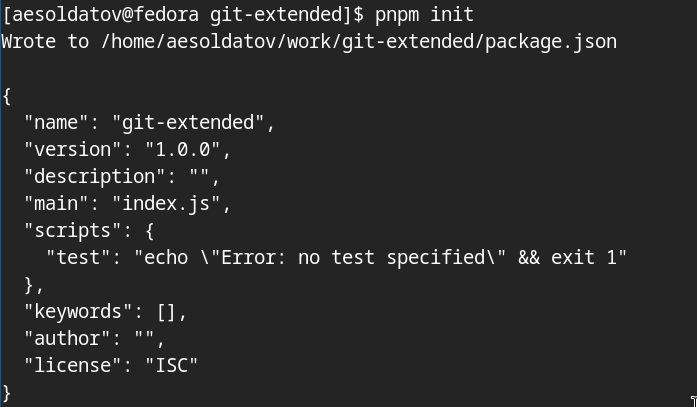 [aesoldatov@fedora git-extended]$ pnpm init
Wrote to /home/aesoldatov/work/git-extended/package.json
{
  "name": "git-extended",
  "version": "1.0.0",
  "description": "",
  "main": "index.js",
  "scripts": {
    "test": "echo \"Error: no test specified\" && exit 1"
  },
  "keywords": [],
  "author": "",
  "license": "ISC"
}